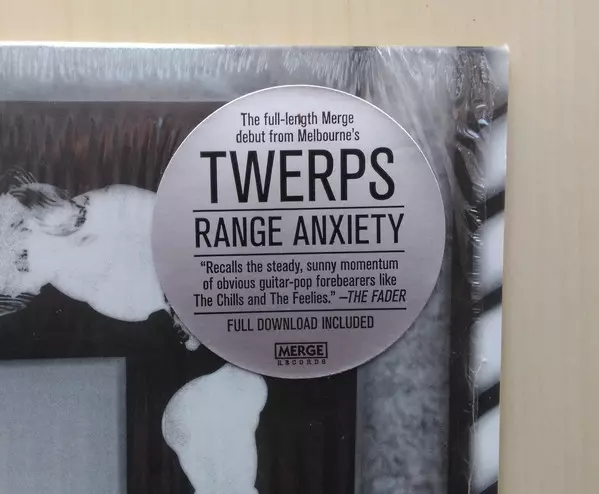 The full-length Merge
debut from Melbourne's
TWERPS
RANGE ANXIETY
“Recalls the steady, sunny momentum
of obvious guitar-pop forebearers like
The Chills and The Feelies.” —THE FADER
FULL DOWNLOAD INCLUDED
MERGE
RECORDS